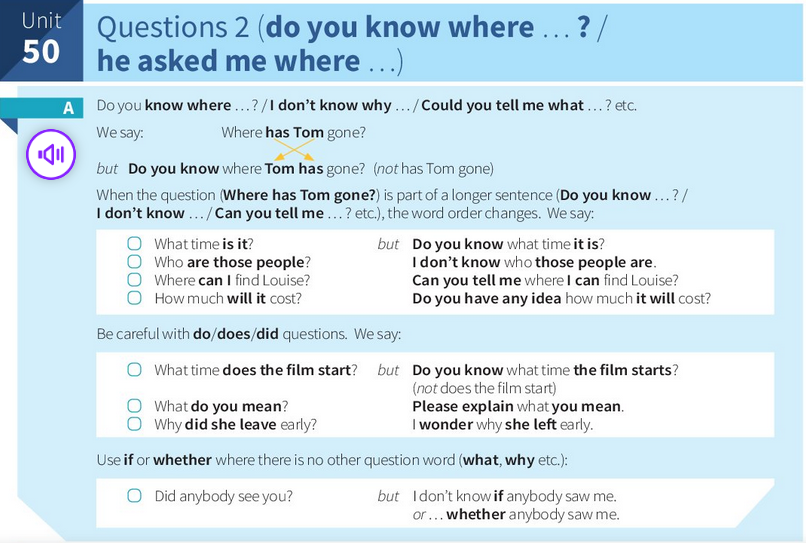 Unit
50
Questions 2 (do you know where … ? /
he asked me where …)
A
Do you know where … ? / I don’t know why … / Could you tell me what … ? etc.
We say: Where has Tom gone?
but Do you know where Tom has gone? (not has Tom gone)
When the question (Where has Tom gone?) is part of a longer sentence (Do you know … ? /
I don’t know … / Can you tell me … ? etc.), the word order changes. We say:
What time is it? but Do you know what time it is?
Who are those people? I don’t know who those people are.
Where can I find Louise? Can you tell me where I can find Louise?
How much will it cost? Do you have any idea how much it will cost?
Be careful with do/does/did questions. We say:
What time does the film start? but Do you know what time the film starts?
(not does the film start)
What do you mean? Please explain what you mean.
Why did she leave early? I wonder why she left early.
Use if or whether where there is no other question word (what, why etc.):
Did anybody see you? but I don’t know if anybody saw me.
or … whether anybody saw me.